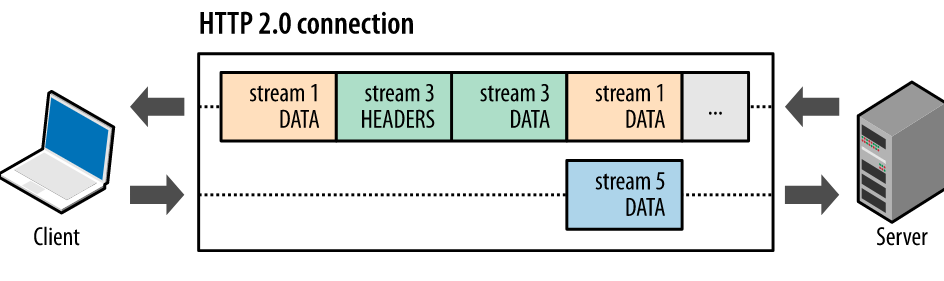 HTTP 2.0 connection
stream 1
DATA
stream 3
HEADERS
stream 3
DATA
stream 1
DATA
...
stream 5
DATA
Client
Server